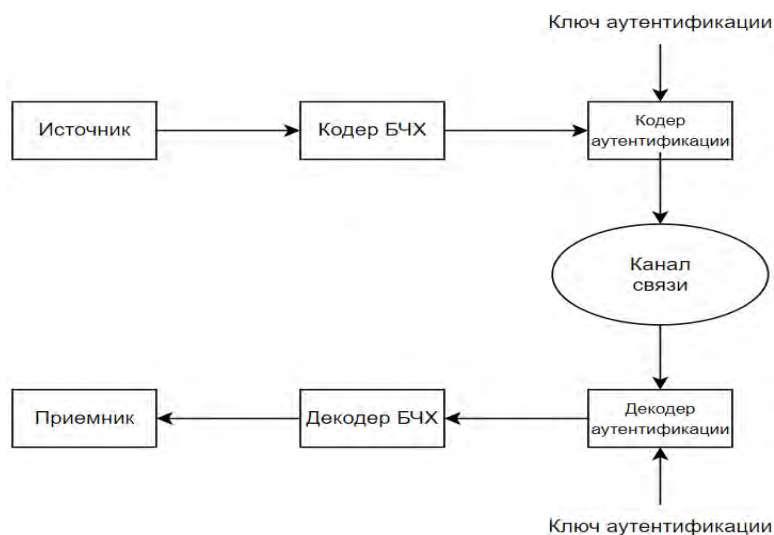 Ключ аутентификации
Источник
Кодер БЧХ
Кодер
аутентификации
Канал
связи
Приемник
Декодер БЧХ
Декодер
аутентификации
Ключ аутентификации